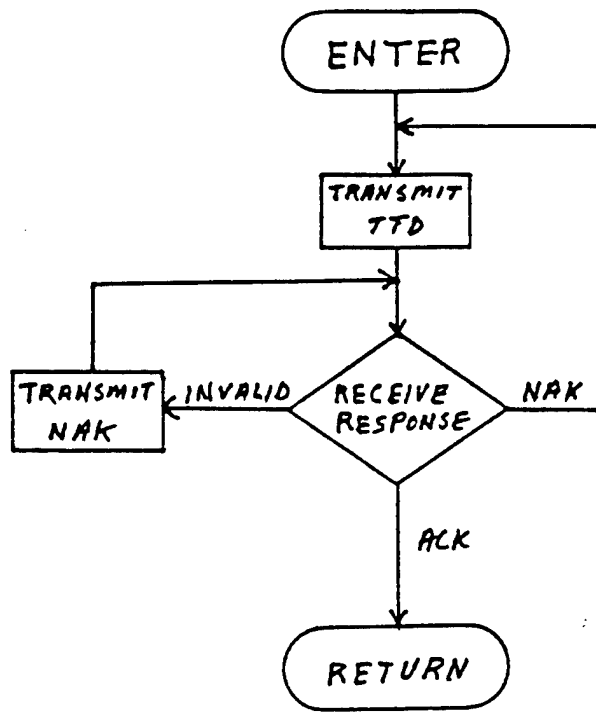 ENTER
TRANSMIT
TTD
TRANSMIT
NAK
INVALID
RECEIVE
RESPONSE
NAK
ACK
RETURN